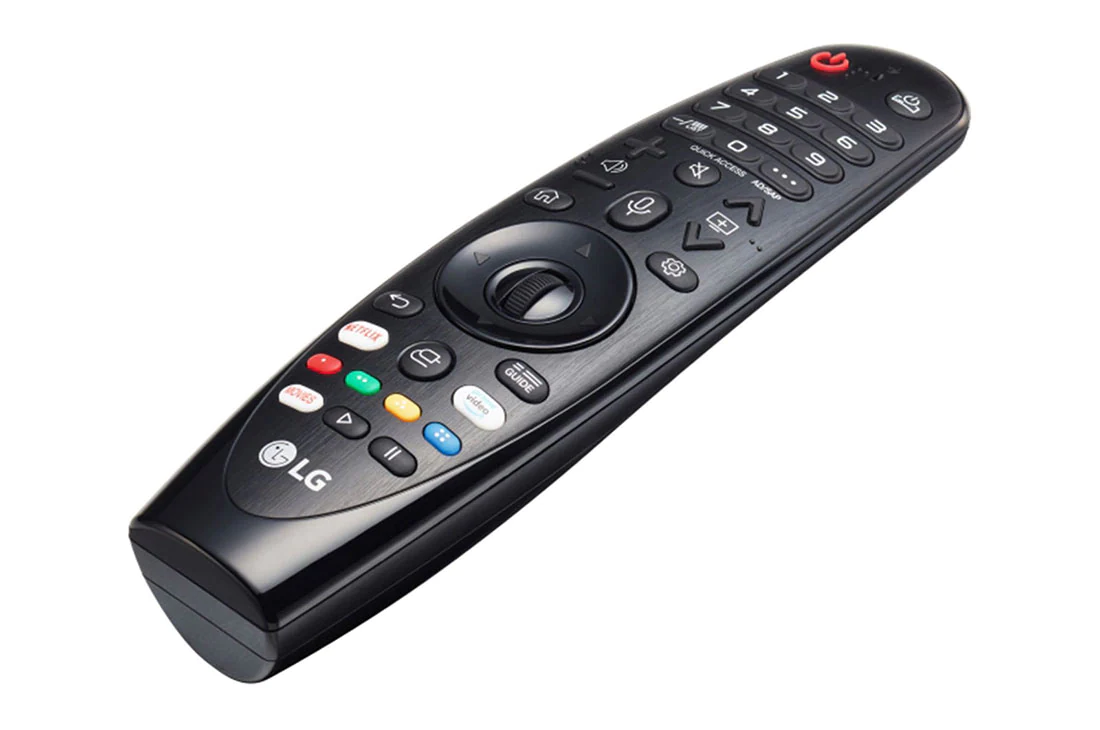 1 2 3
4 5 6
7 8 9
0
QUICK ACCESS
AD/SAP
NETFLIX
GUIDE
MOVIES
video
LG